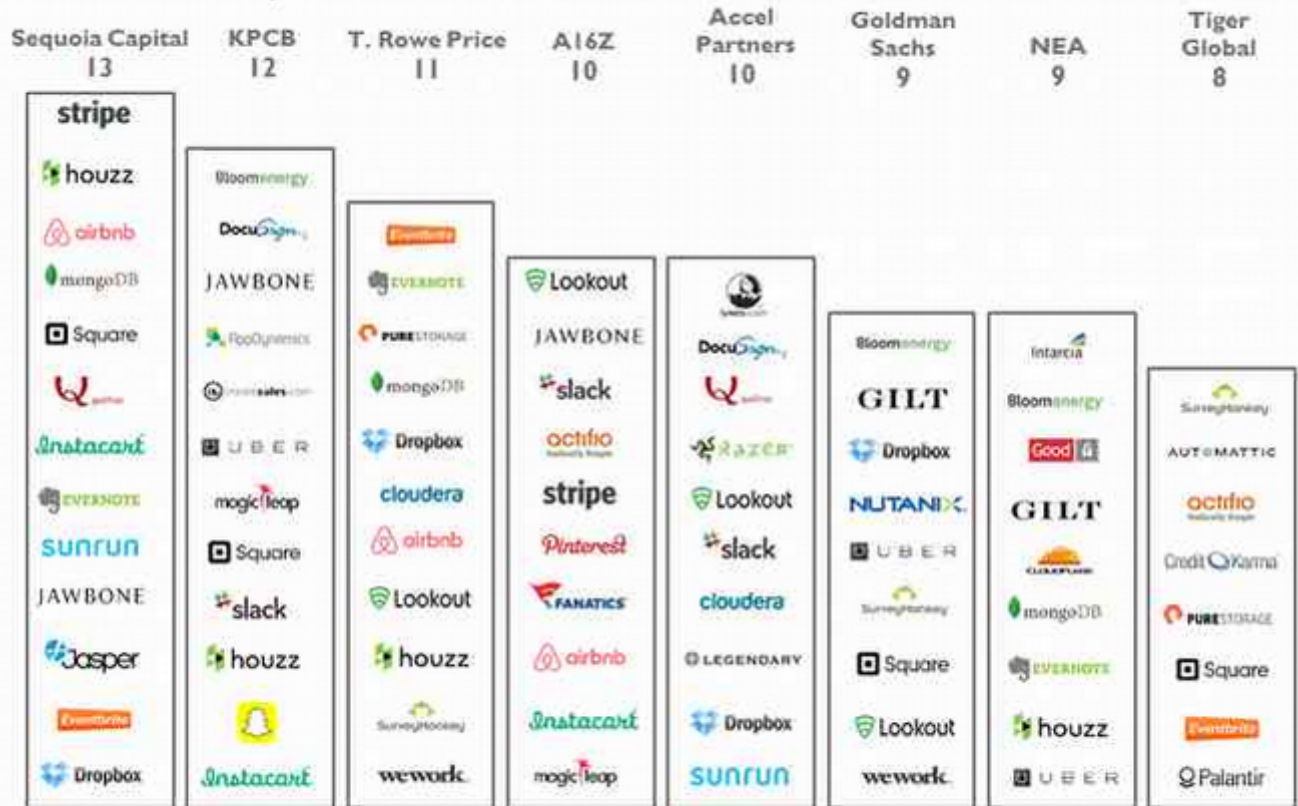 Sequoia Capital
13
stripe
houzz
airbnb
mongoDB
Square
Q
Instacart
EVERNOTE
sunrun
JAWBONE
Jasper
Eventbrite
Dropbox
KPCB
12
Bloomenergy
DocuSign
JAWBONE
sales.com
UBER
magic leap
Square
slack
houzz
Instacart
T. Rowe Price
11
Eventbrite
EVERNOTE
PURESTORAGE
mongoDB
Dropbox
cloudera
airbnb
Lookout
houzz
SurveyMonkey
wework
A16Z
10
Lookout
JAWBONE
slack
actifio
stripe
Pinterest
FANATICS
airbnb
Instacart
magic leap
Accel
Partners
10
DocuSign
Q
RAZER
Lookout
slack
cloudera
LEGENDARY
Dropbox
sunrun
Goldman
Sachs
9
Bloomenergy
GILT
Dropbox
NUTANIX
UBER
SurveyMonkey
Square
Lookout
wework
NEA
9
Intarcia
Bloomenergy
Good
GILT
CLOUDFLARE
mongoDB
EVERNOTE
houzz
UBER
Tiger
Global
8
SurveyMonkey
AUTOMATTIC
actifio
Credit Karma
PURESTORAGE
Square
Eventbrite
Palantir